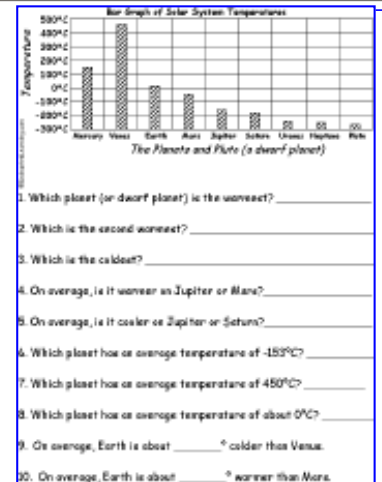 Bar Graph of Solar System Temperatures
Temperature
500°C
400°C
300°C
200°C
100°C
0°C
-100°C
-200°C
-300°C
Mercury Venus Earth Mars Jupiter Saturn Uranus Neptune Pluto
The Planets and Pluto (a dwarf planet)
1. Which planet (or dwarf planet) is the warmest?
2. Which is the second warmest?
3. Which is the coldest?
4. On average, is it warmer on Jupiter or Mars?
5. On average, is it cooler on Jupiter or Saturn?
6. Which planet has an average temperature of -153°C?
7. Which planet has an average temperature of 450°C?
8. Which planet has an average temperature of about 0°C?
9. On average, Earth is about ________° colder than Venus.
10. On average, Earth is about ________° warmer than Mars.